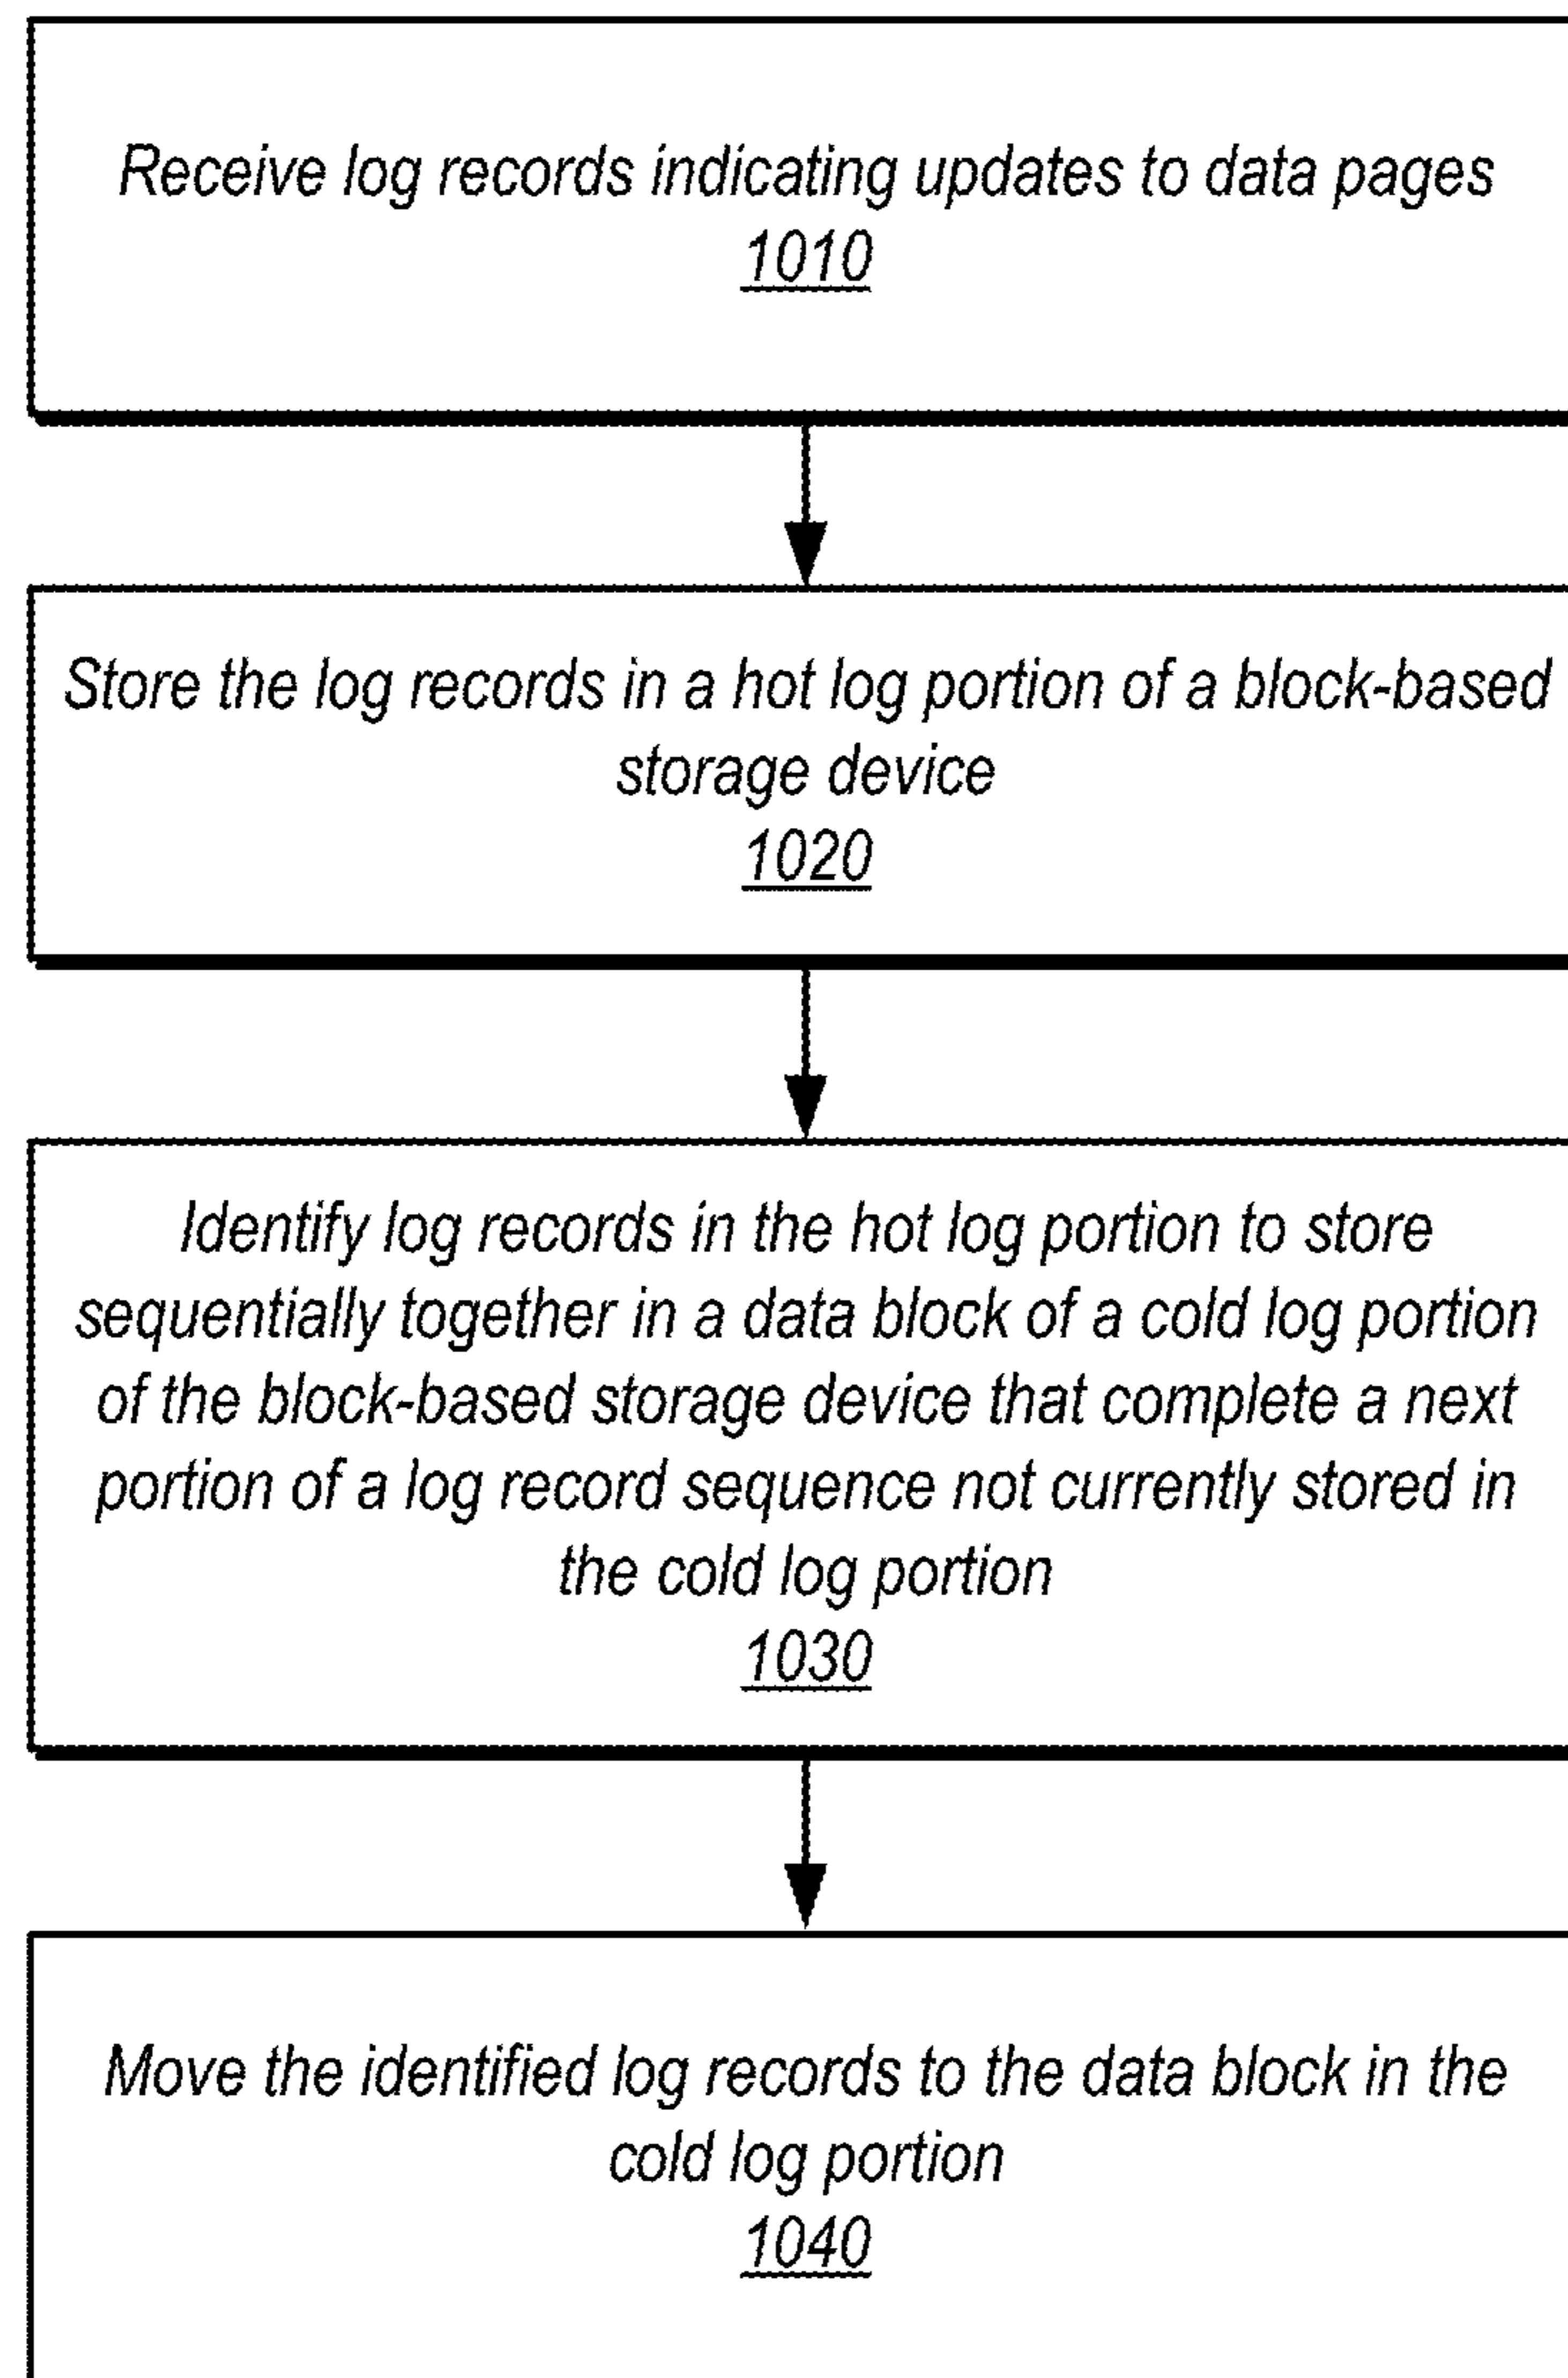 Receive log records indicating updates to data pages
1010
Store the log records in a hot log portion of a block-based
storage device
1020
Identify log records in the hot log portion to store
sequentially together in a data block of a cold log portion
of the block-based storage device that complete a next
portion of a log record sequence not currently stored in
the cold log portion
1030
Move the identified log records to the data block in the
cold log portion
1040